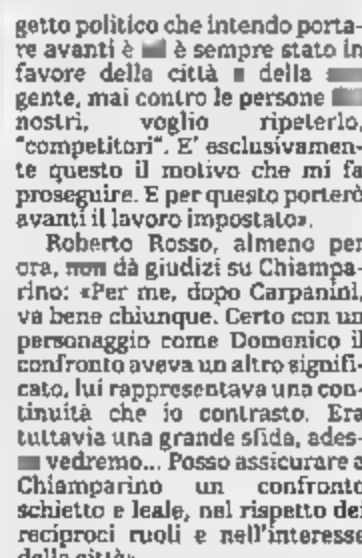 getto politico che intendo porta-
re avanti è è sempre stato in
favore della città della
gente, mai contro le persone
nostri, voglio ripeterlo,
"competitori". E' esclusivamen-
te questo il motivo che mi fa
proseguire. E per questo porterò
avanti il lavoro impostato».
Roberto Rosso, almeno per
ora, non dà giudizi su Chiampa-
rino: «Per me, dopo Carpanini,
va bene chiunque. Certo con un
personaggio come Domenico il
confronto aveva un altro signifi-
cato, lui rappresentava una con-
tinuità che io contrasto. Era
tuttavia una grande sfida, ades-
vedremo... Posso assicurare a
Chiamparino un confronto
schietto e leale, nel rispetto dei
reciproci ruoli e nell'interesse
della città».